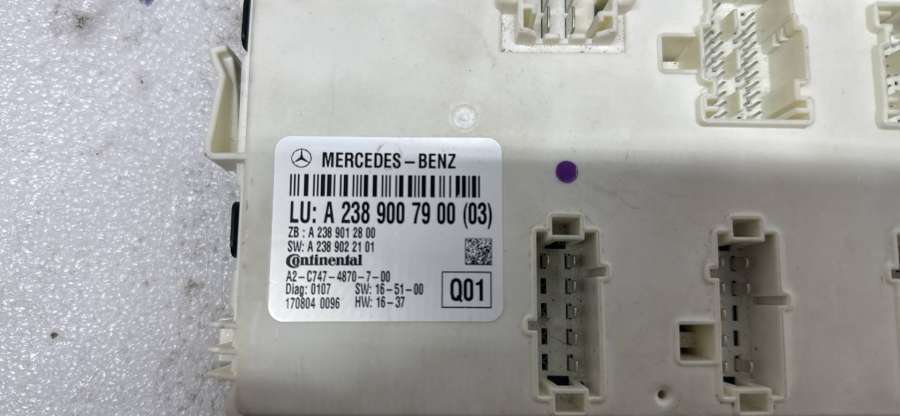 MERCEDES-BENZ
LU: A 238 900 79 00 (03)
ZB : A 238 901 28 00
SW: A 238 902 21 01
Continental
A2-C747-4870-7-00
Diag: 0107 SW: 16-51-00
170804 0096 HW: 16-37
Q01